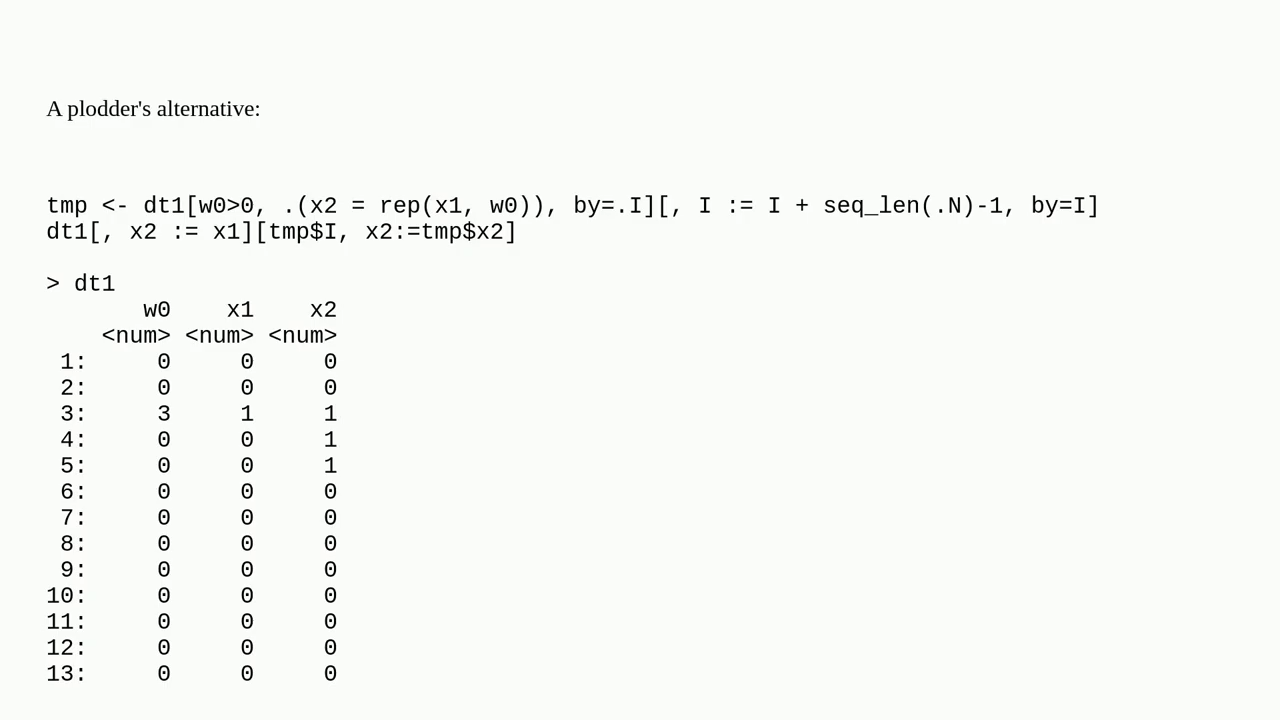 A plodder's alternative:
tmp <- dt1[w0>0, .(x2 = rep(x1, w0)), by=.I][, I := I + seq_len(.N)-1, by=I]
dt1[, x2 := x1][tmp$I, x2:=tmp$x2]
> dt1
       w0    x1    x2
    <num> <num> <num>
 1:     0     0     0
 2:     0     0     0
 3:     3     1     1
 4:     0     0     1
 5:     0     0     1
 6:     0     0     0
 7:     0     0     0
 8:     0     0     0
 9:     0     0     0
10:     0     0     0
11:     0     0     0
12:     0     0     0
13:     0     0     0